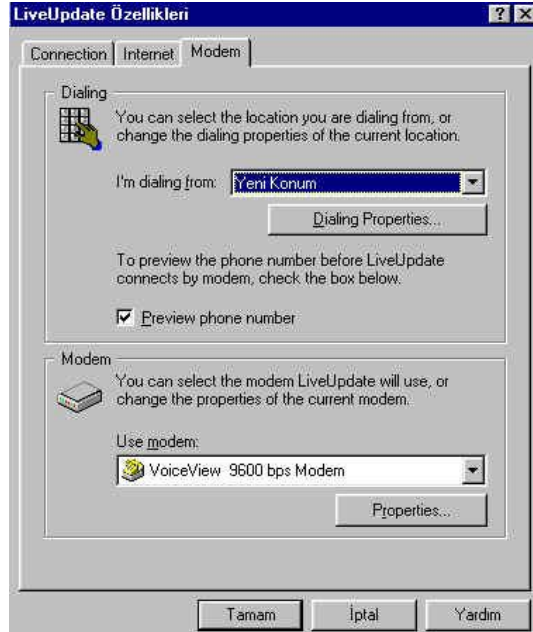 LiveUpdate Özellikleri
Connection Internet Modem
Dialing
You can select the location you are dialing from, or
change the dialing properties of the current location.
I'm dialing from: Yeni Konum
Dialing Properties...
To preview the phone number before LiveUpdate
connects by modem, check the box below.
Preview phone number
Modem
You can select the modem LiveUpdate will use, or
change the properties of the current modem.
Use modem:
VoiceView 9600 bps Modem
Properties...
Tamam İptal Yardım